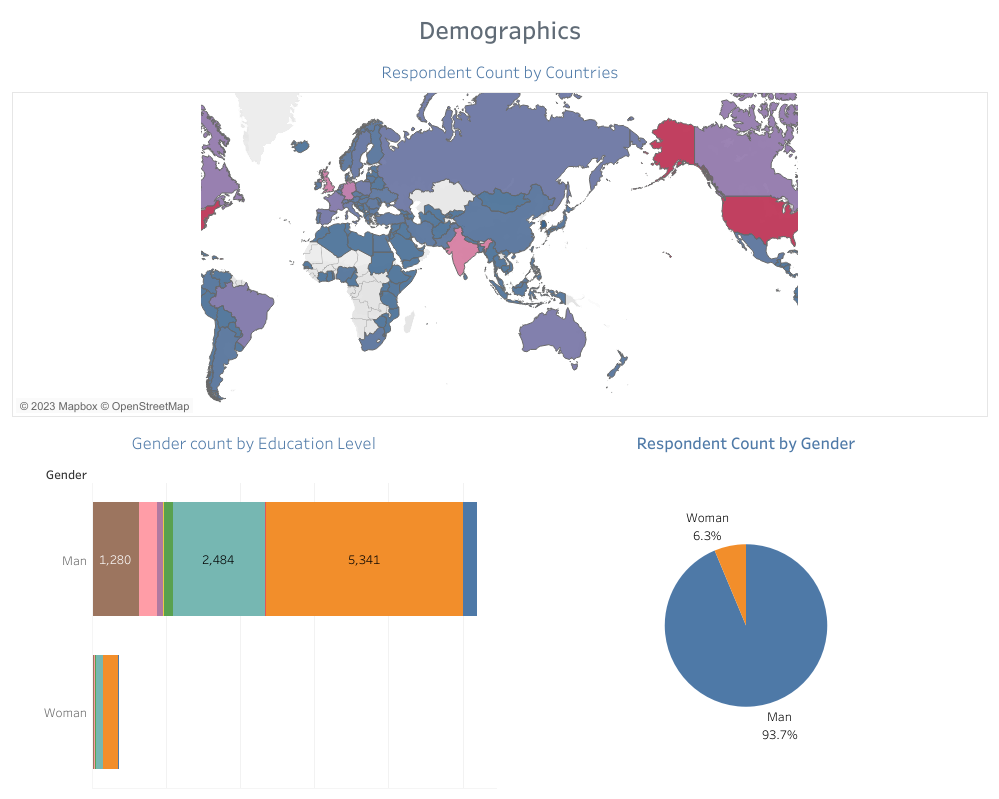 Demographics
Respondent Count by Countries
© 2023 Mapbox © OpenStreetMap
Gender count by Education Level
Gender
Man
1,280
2,484
5,341
Woman
Respondent Count by Gender
Woman
6.3%
Man
93.7%